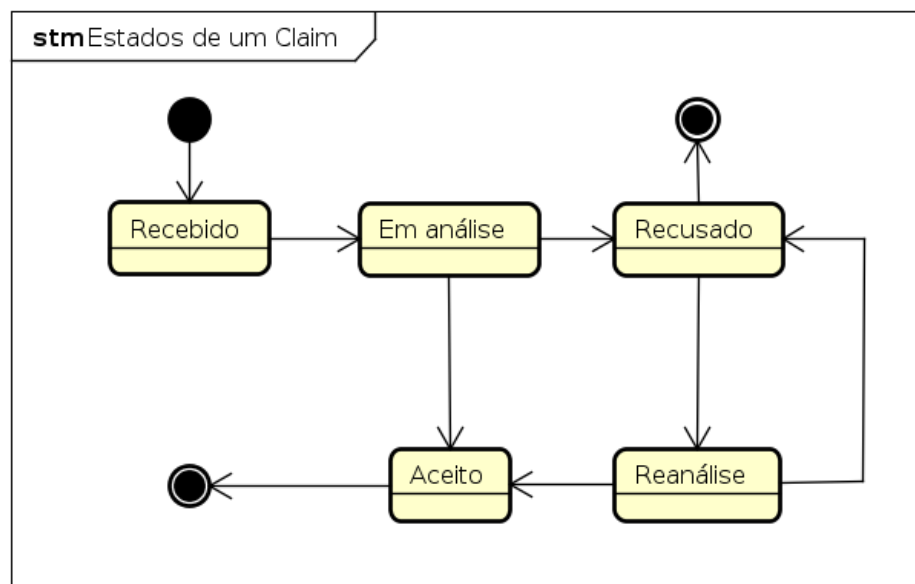 stm Estados de um Claim
Recebido
Em análise
Recusado
Aceito
Reanálise